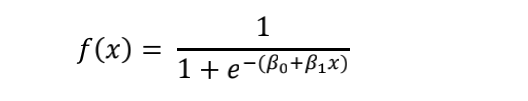 f(x) = 1 / (1 + e^−(β₀+β₁x))